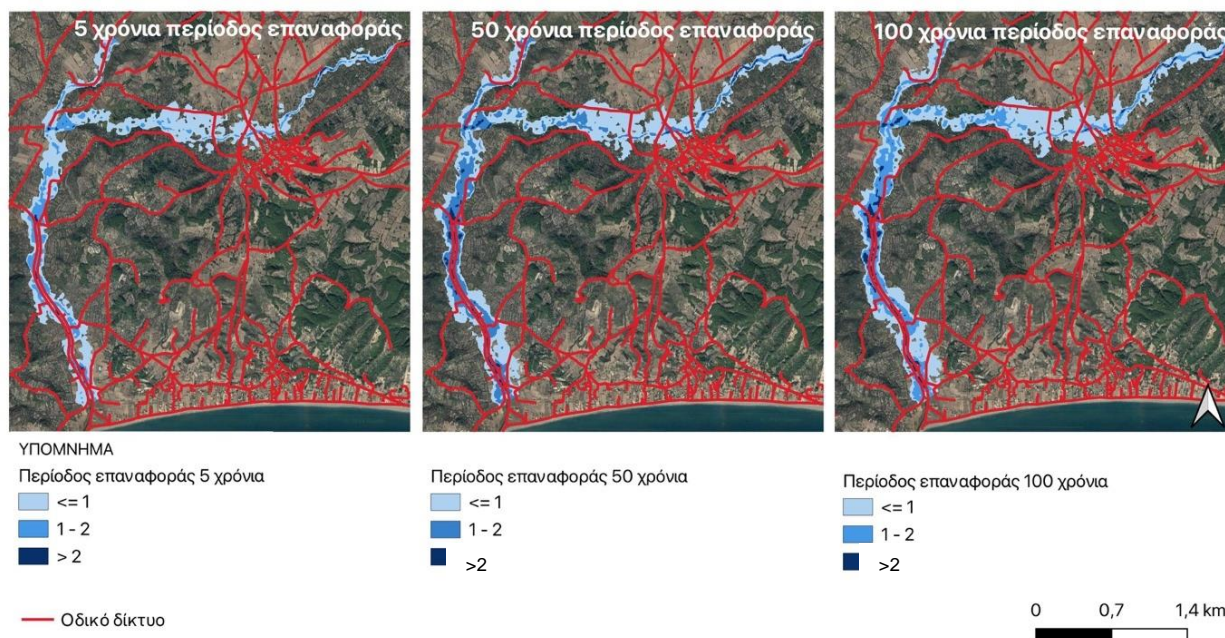 5 χρόνια περίοδος επαναφοράς
50 χρόνια περίοδος επαναφοράς
100 χρόνια περίοδος επαναφοράς
ΥΠΟΜΝΗΜΑ
Περίοδος επαναφοράς 5 χρόνια
<= 1
1 - 2
> 2
Περίοδος επαναφοράς 50 χρόνια
<= 1
1 - 2
>2
Περίοδος επαναφοράς 100 χρόνια
<= 1
1 - 2
>2
Οδικό δίκτυο
0 0,7 1,4 km